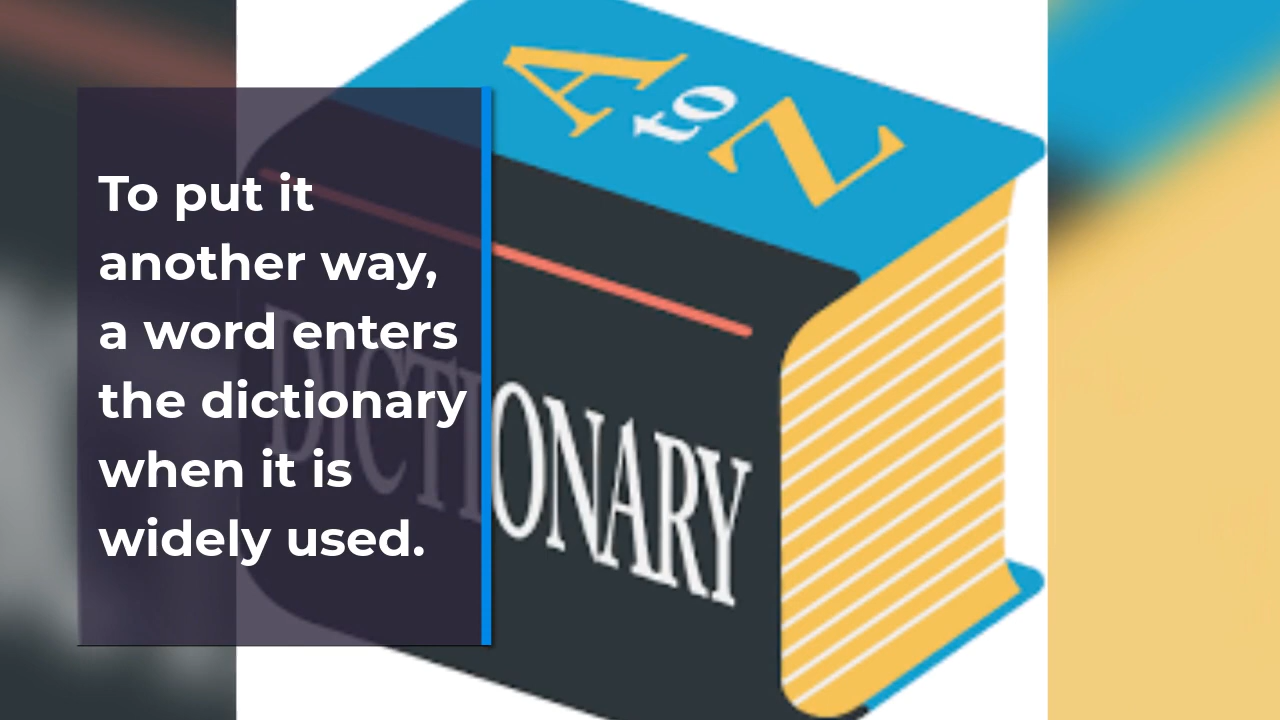 A to Z
To put it
another way,
a word enters
the dictionary
when it is
widely used.
DICTIONARY